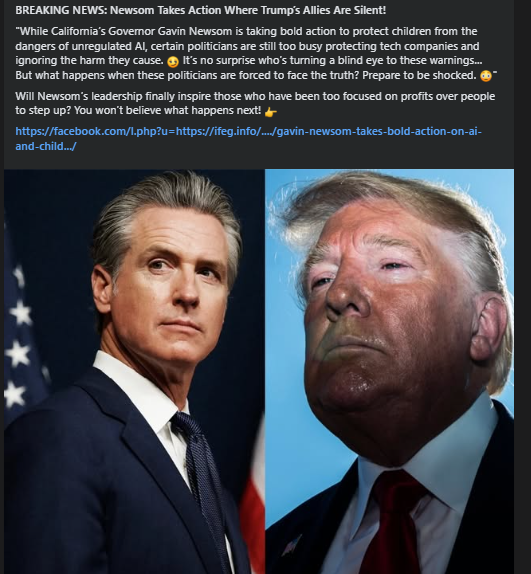 BREAKING NEWS: Newsom Takes Action Where Trump's Allies Are Silent!
"While California's Governor Gavin Newsom is taking bold action to protect children from the
dangers of unregulated AI, certain politicians are still too busy protecting tech companies and
ignoring the harm they cause. 😉 It's no surprise who's turning a blind eye to these warnings...
But what happens when these politicians are forced to face the truth? Prepare to be shocked. 😳"
Will Newsom's leadership finally inspire those who have been too focused on profits over people
to step up? You won't believe what happens next! 👉
https://facebook.com/l.php?u=https://ifeg.info/..../gavin-newsom-takes-bold-action-on-ai-
and-child.../